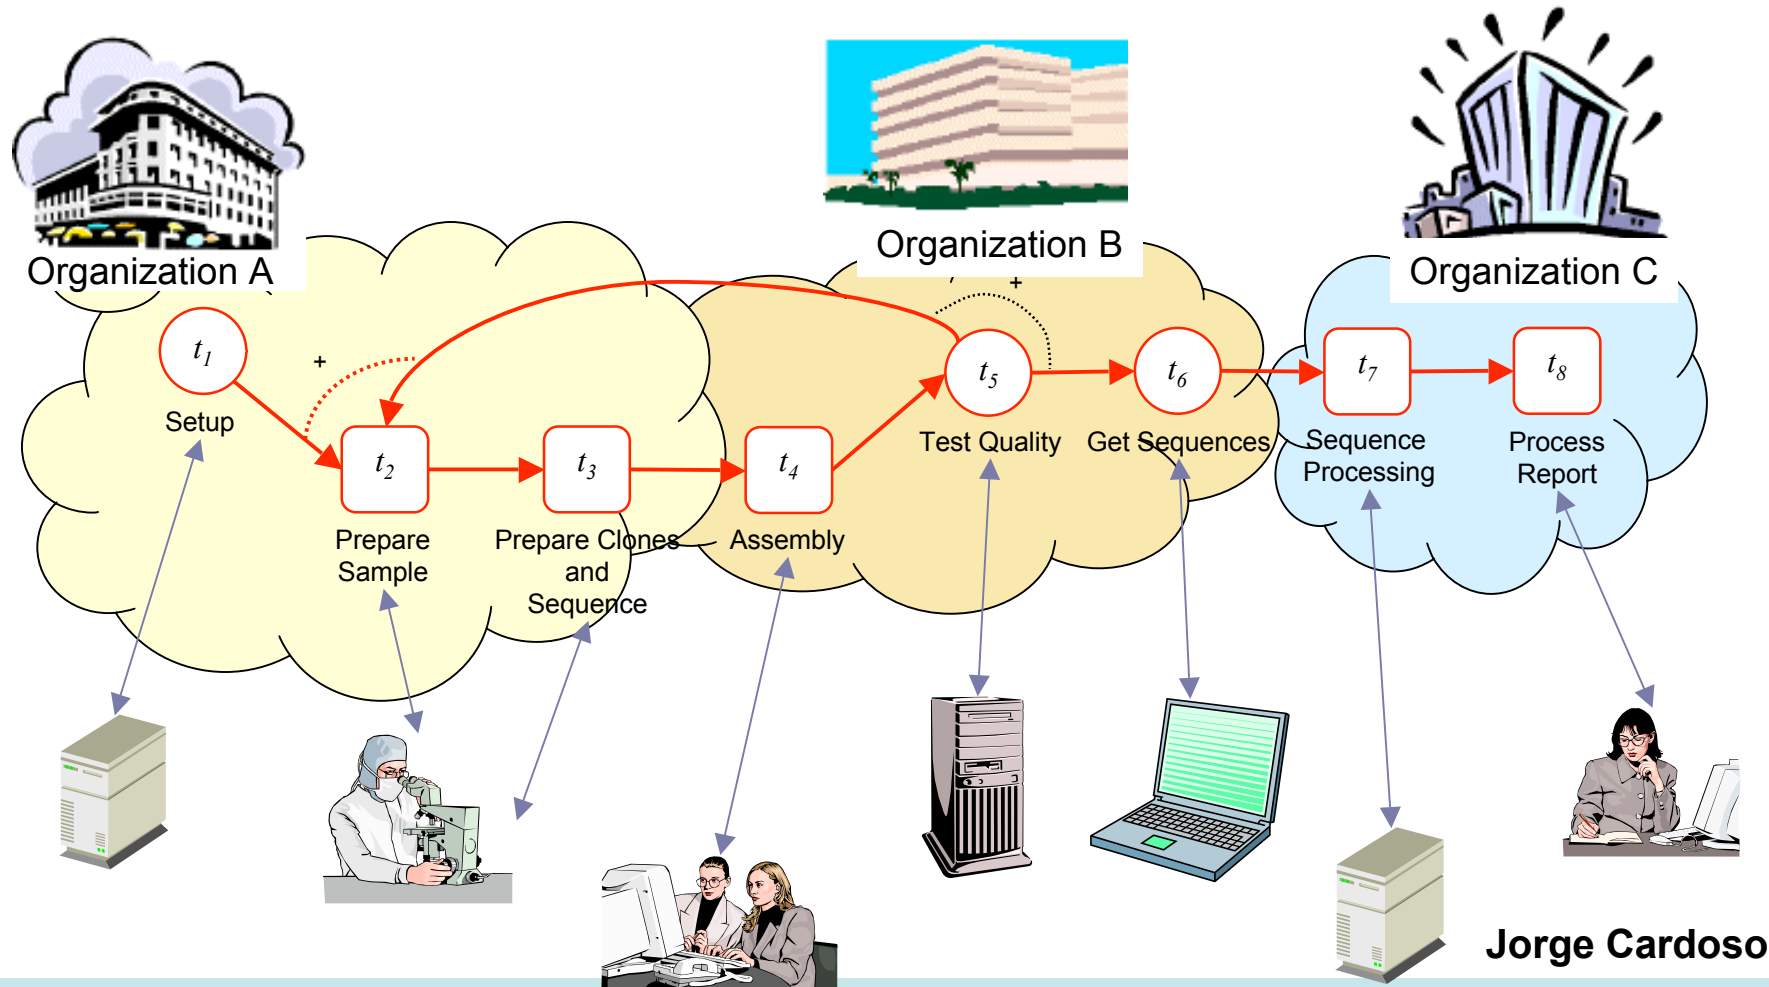 Organization A
Organization B
Organization C
+
+
t1
t2
t3
t4
t5
t6
t7
t8
Setup
Test Quality
Get Sequences
Sequence
Processing
Process
Report
Prepare
Sample
Prepare Clones
and
Sequence
Assembly
Jorge Cardoso